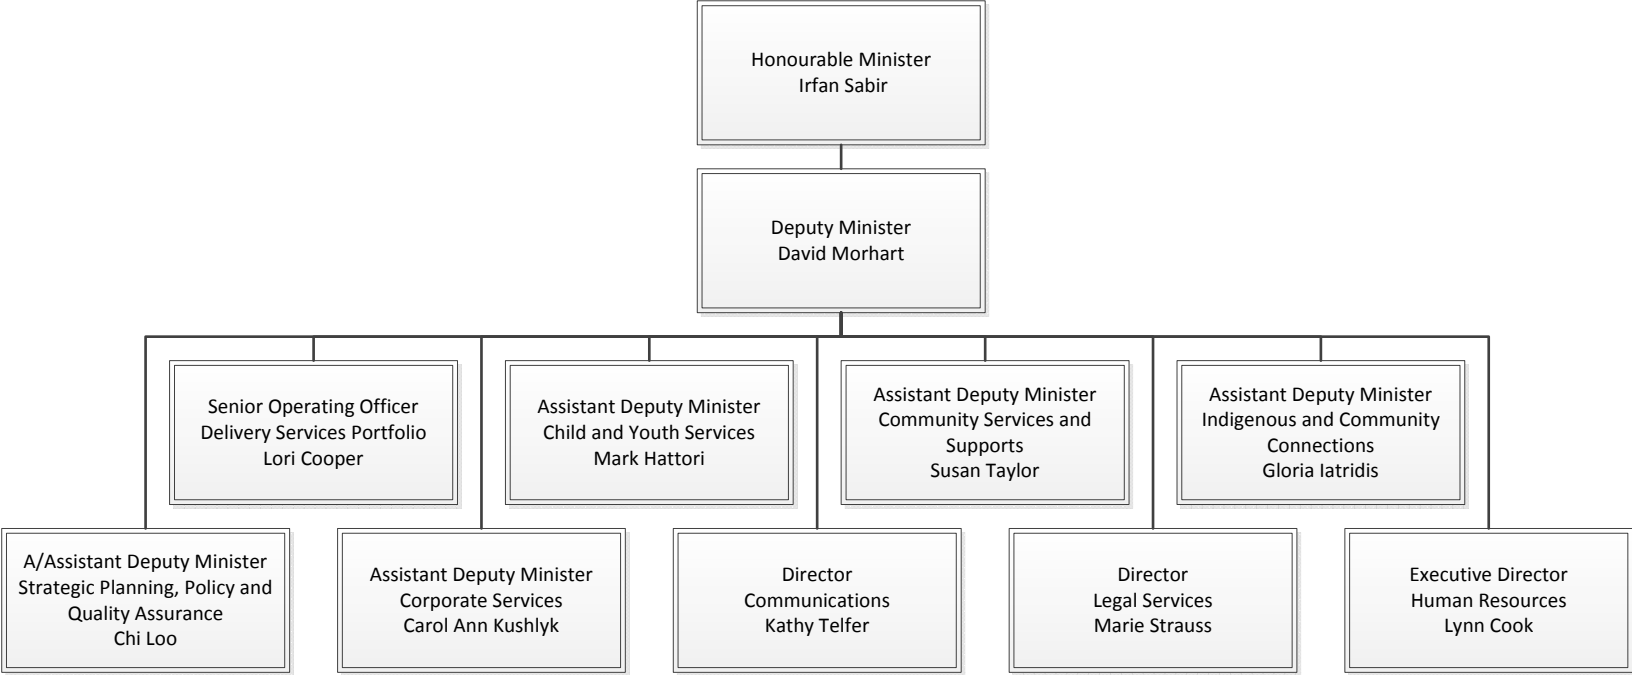 Honourable Minister
Irfan Sabir
Deputy Minister
David Morhart
Senior Operating Officer
Delivery Services Portfolio
Lori Cooper
Assistant Deputy Minister
Child and Youth Services
Mark Hattori
Assistant Deputy Minister
Community Services and
Supports
Susan Taylor
Assistant Deputy Minister
Indigenous and Community
Connections
Gloria Iatridis
A/Assistant Deputy Minister
Strategic Planning, Policy and
Quality Assurance
Chi Loo
Assistant Deputy Minister
Corporate Services
Carol Ann Kushlyk
Director
Communications
Kathy Telfer
Director
Legal Services
Marie Strauss
Executive Director
Human Resources
Lynn Cook